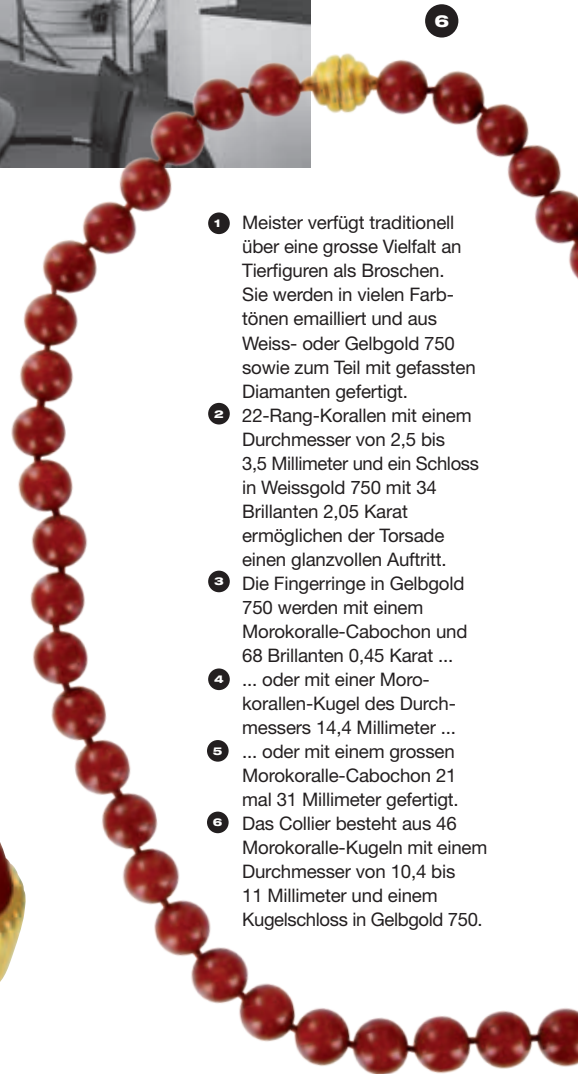 6
1 Meister verfügt traditionell
über eine grosse Vielfalt an
Tierfiguren als Broschen.
Sie werden in vielen Farb-
tönen emailliert und aus
Weiss- oder Gelbgold 750
sowie zum Teil mit gefassten
Diamanten gefertigt.
2 22-Rang-Korallen mit einem
Durchmesser von 2,5 bis
3,5 Millimeter und ein Schloss
in Weissgold 750 mit 34
Brillanten 2,05 Karat
ermöglichen der Torsade
einen glanzvollen Auftritt.
3 Die Fingerringe in Gelbgold
750 werden mit einem
Morokoralle-Cabochon und
68 Brillanten 0,45 Karat ...
4 ... oder mit einer Moro-
korallen-Kugel des Durch-
messers 14,4 Millimeter ...
5 ... oder mit einem grossen
Morokoralle-Cabochon 21
mal 31 Millimeter gefertigt.
6 Das Collier besteht aus 46
Morokoralle-Kugeln mit einem
Durchmesser von 10,4 bis
11 Millimeter und einem
Kugelschloss in Gelbgold 750.